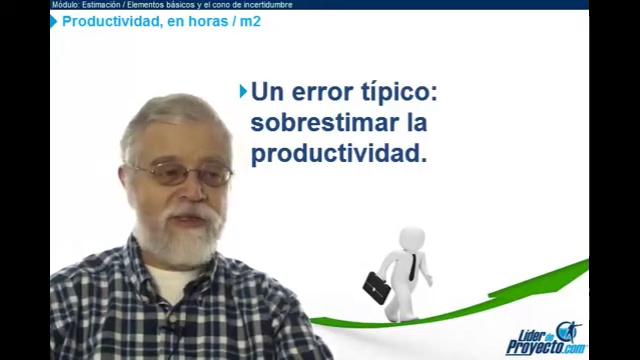 Módulo: Estimación / Elementos básicos y el cono de incertidumbre
Productividad, en horas / m2
Un error típico:
sobrestimar la
productividad.
Líder de
Proyecto.com